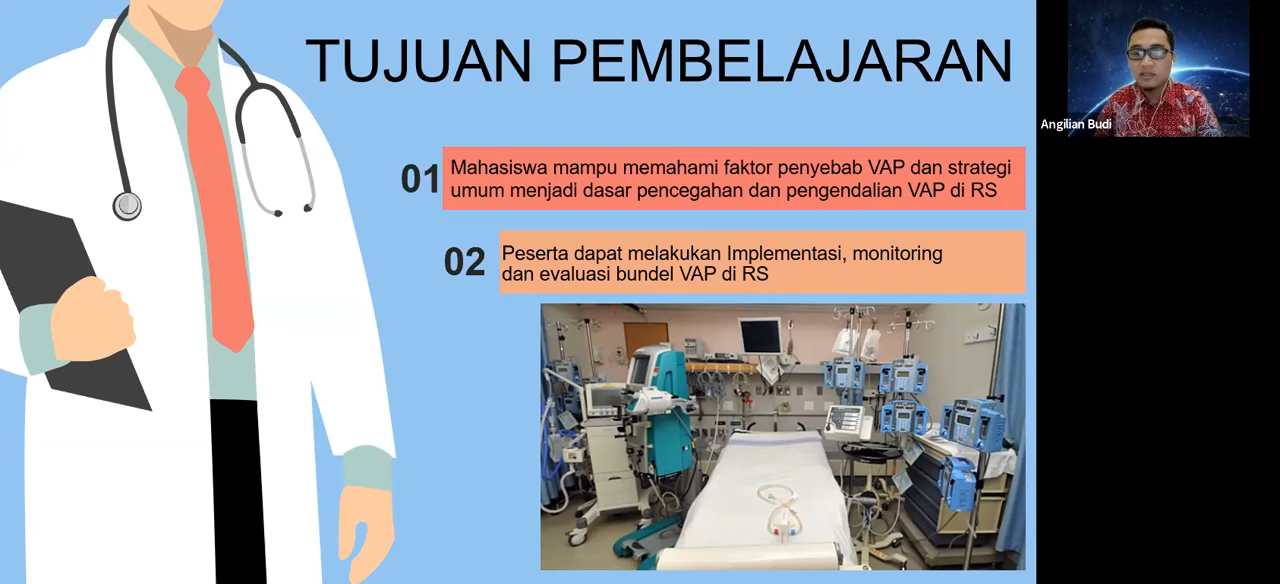 TUJUAN PEMBELAJARAN
Angilian Budi
01
Mahasiswa mampu memahami faktor penyebab VAP dan strategi
umum menjadi dasar pencegahan dan pengendalian VAP di RS
02
Peserta dapat melakukan Implementasi, monitoring
dan evaluasi bundel VAP di RS